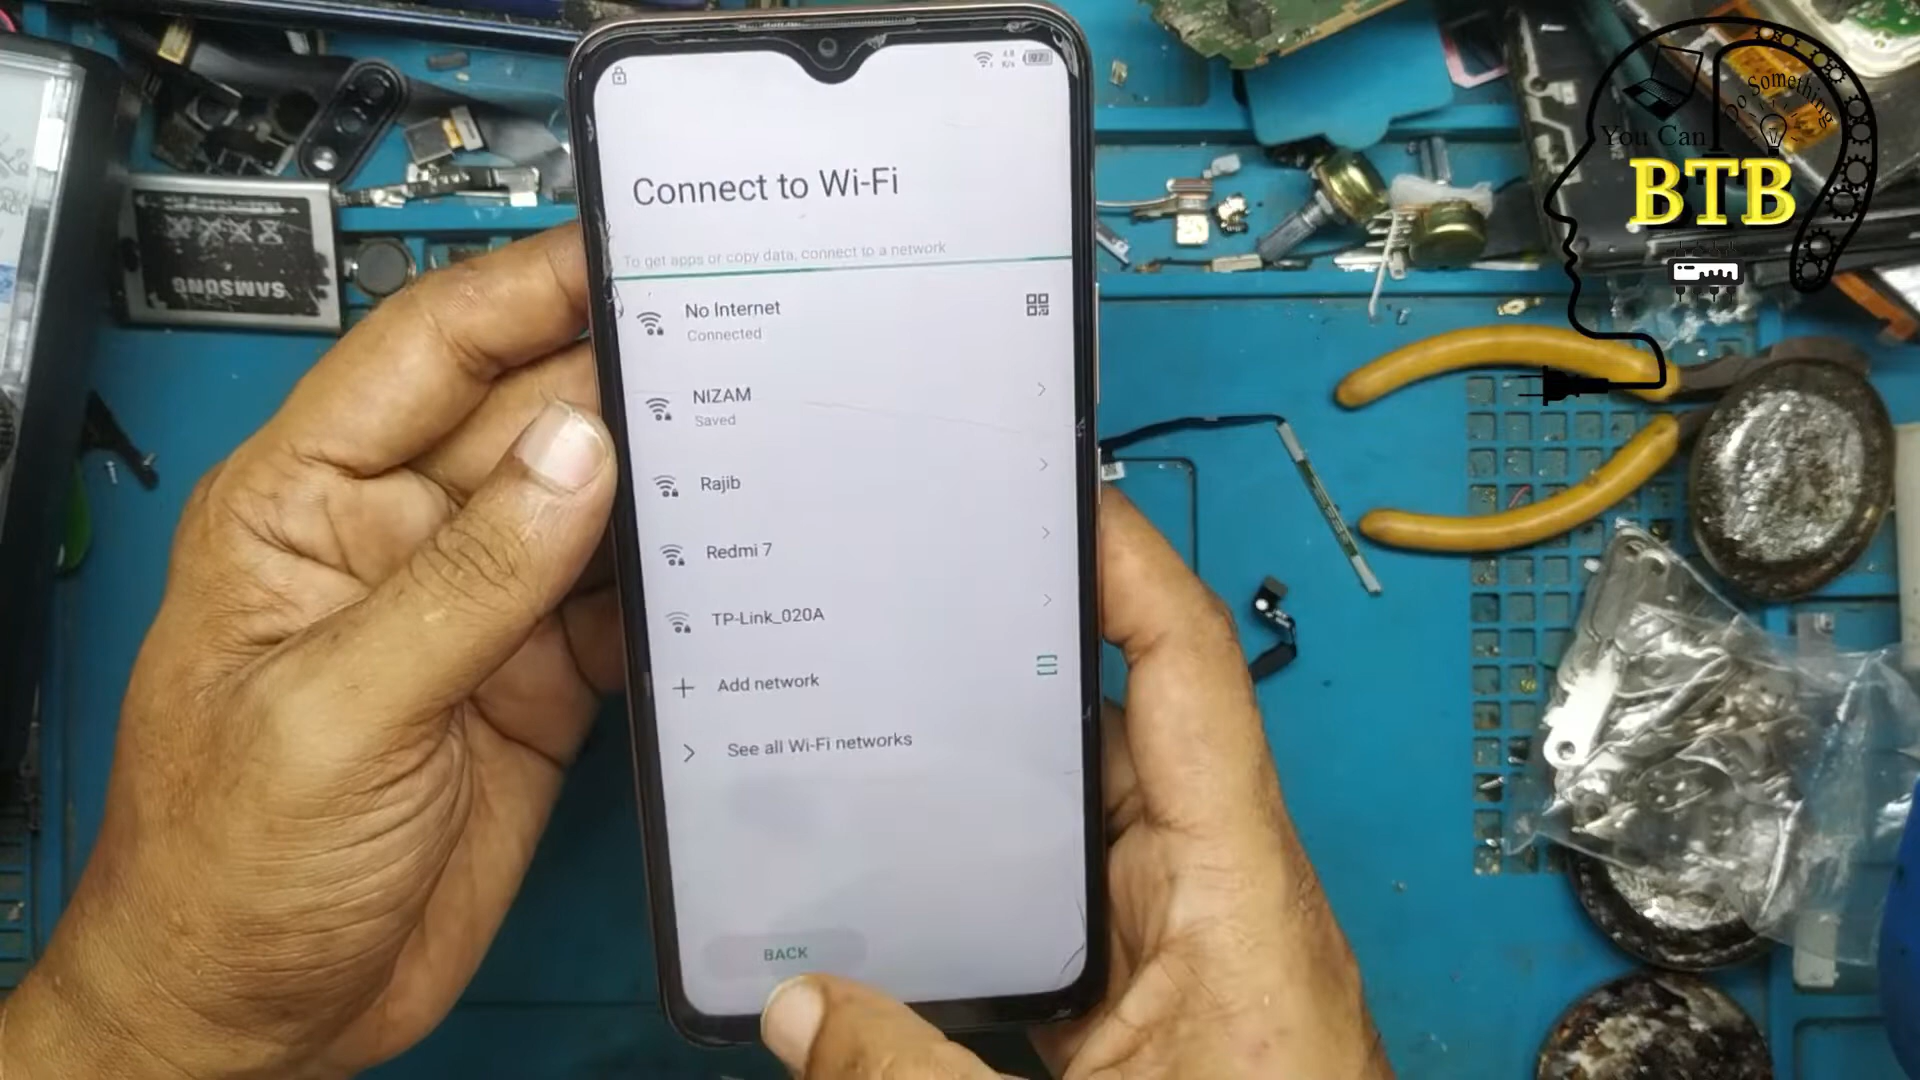 Connect to Wi-Fi
To get apps or copy data, connect to a network
No Internet
Connected
NIZAM
Saved
Rajib
Redmi 7
TP-Link_020A
Add network
See all Wi-Fi networks
BACK
SAMSUNG
You Can
Do Something
BTB